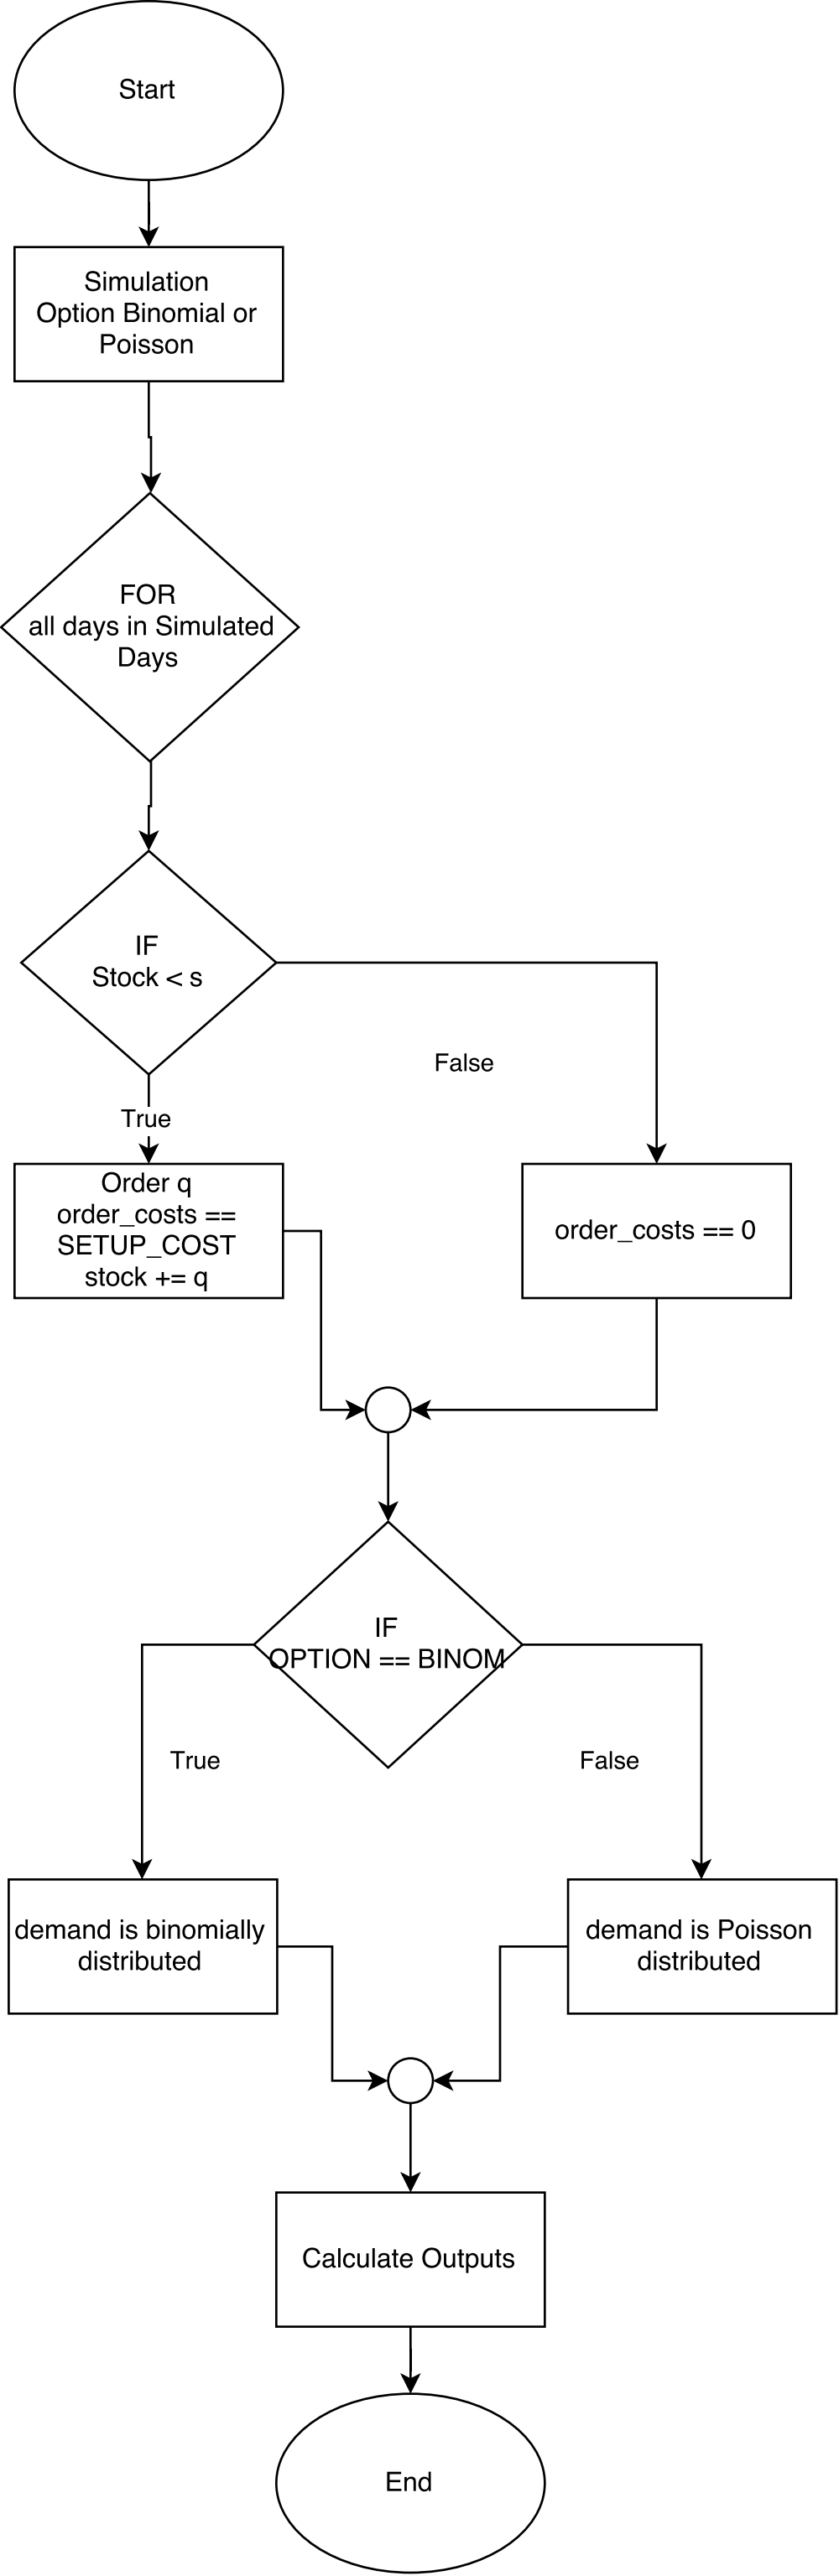 Start
Simulation
Option Binomial or
Poisson
FOR
all days in Simulated
Days
IF
Stock < s
False
True
Order q
order_costs ==
SETUP_COST
stock += q
order_costs == 0
IF
OPTION == BINOM
True
False
demand is binomially
distributed
demand is Poisson
distributed
Calculate Outputs
End